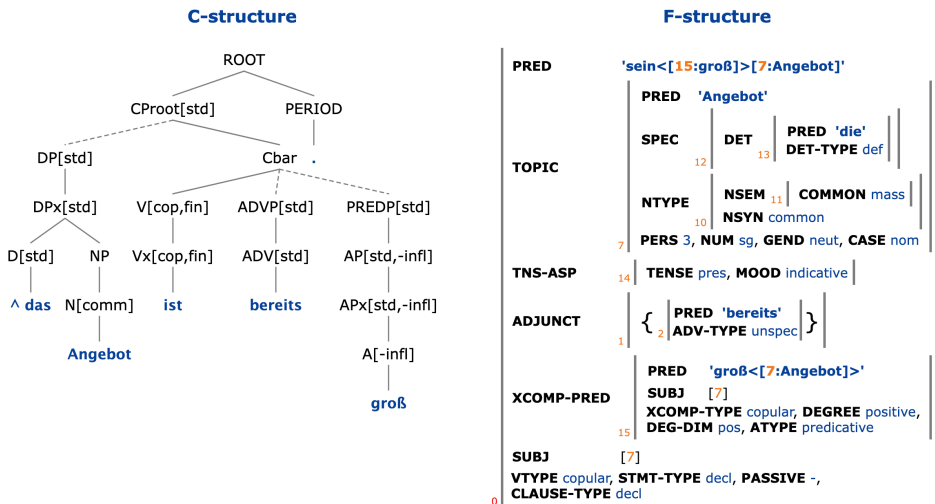 C-structure
ROOT
CProot[std] PERIOD
DP[std] Cbar .
DPx[std] V[cop,fin] ADVP[std] PREDP[std]
D[std] NP Vx[cop,fin] ADV[std] AP[std,-infl]
^ das N[comm] ist bereits APx[std,-infl]
Angebot A[-infl]
groß
F-structure
PRED 'sein<[15:groß]>[7:Angebot]'
PRED 'Angebot'
SPEC 12 DET 13 PRED 'die'
DET-TYPE def
TOPIC
NTYPE 10 NSEM 11 COMMON mass
NSYN common
7 PERS 3, NUM sg, GEND neut, CASE nom
TNS-ASP 14 TENSE pres, MOOD indicative
ADJUNCT 1 { 2 PRED 'bereits' }
ADV-TYPE unspec
PRED 'groß<[7:Angebot]>'
SUBJ [7]
XCOMP-PRED
XCOMP-TYPE copular, DEGREE positive,
15 DEG-DIM pos, ATYPE predicative
SUBJ [7]
VTYPE copular, STMT-TYPE decl, PASSIVE -,
0 CLAUSE-TYPE decl